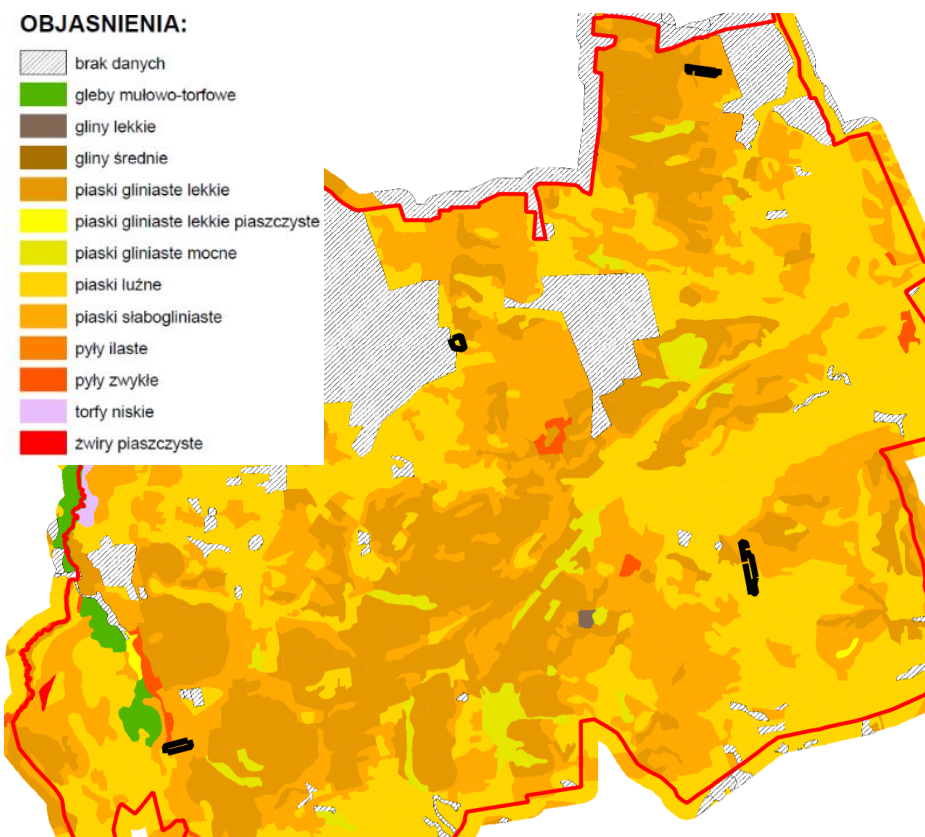 OBJASNIENIA:
brak danych
gleby mułowo-torfowe
gliny lekkie
gliny średnie
piaski gliniaste lekkie
piaski gliniaste lekkie piaszczyste
piaski gliniaste mocne
piaski luźne
piaski słabogliniaste
pyły ilaste
pyły zwykłe
torfy niskie
żwiry piaszczyste